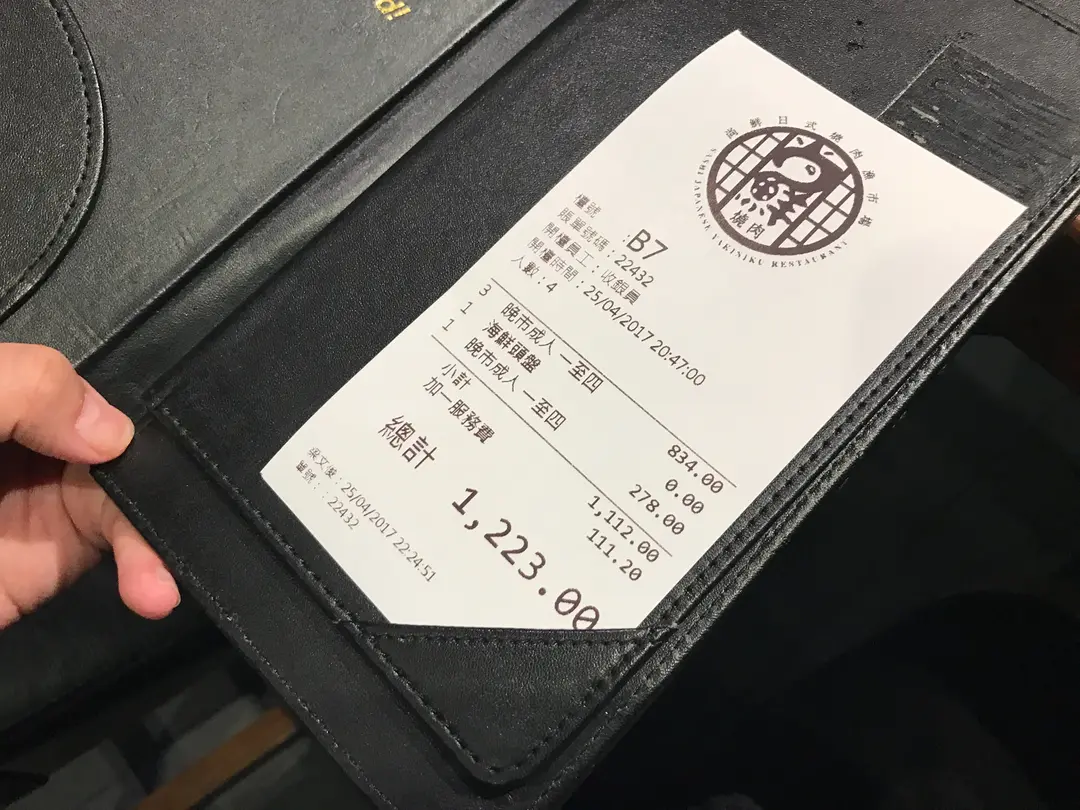 d!
日式燒肉漁市場
鮮
燒肉
JAPANESE YAKINIKU RESTAURANT
檯號 :B7
賬單號碼：22432
開檯員工：收銀員
開檯時間：25/04/2017 20:47:00
人數：4
3 晚市成人 一至四 834.00
1 海鮮頭盤 0.00
1 晚市成人 一至四 278.00
小計 1,112.00
加一服務費 111.20
總計 1,223.00
25/04/2017 22:24:51
單號：：22432